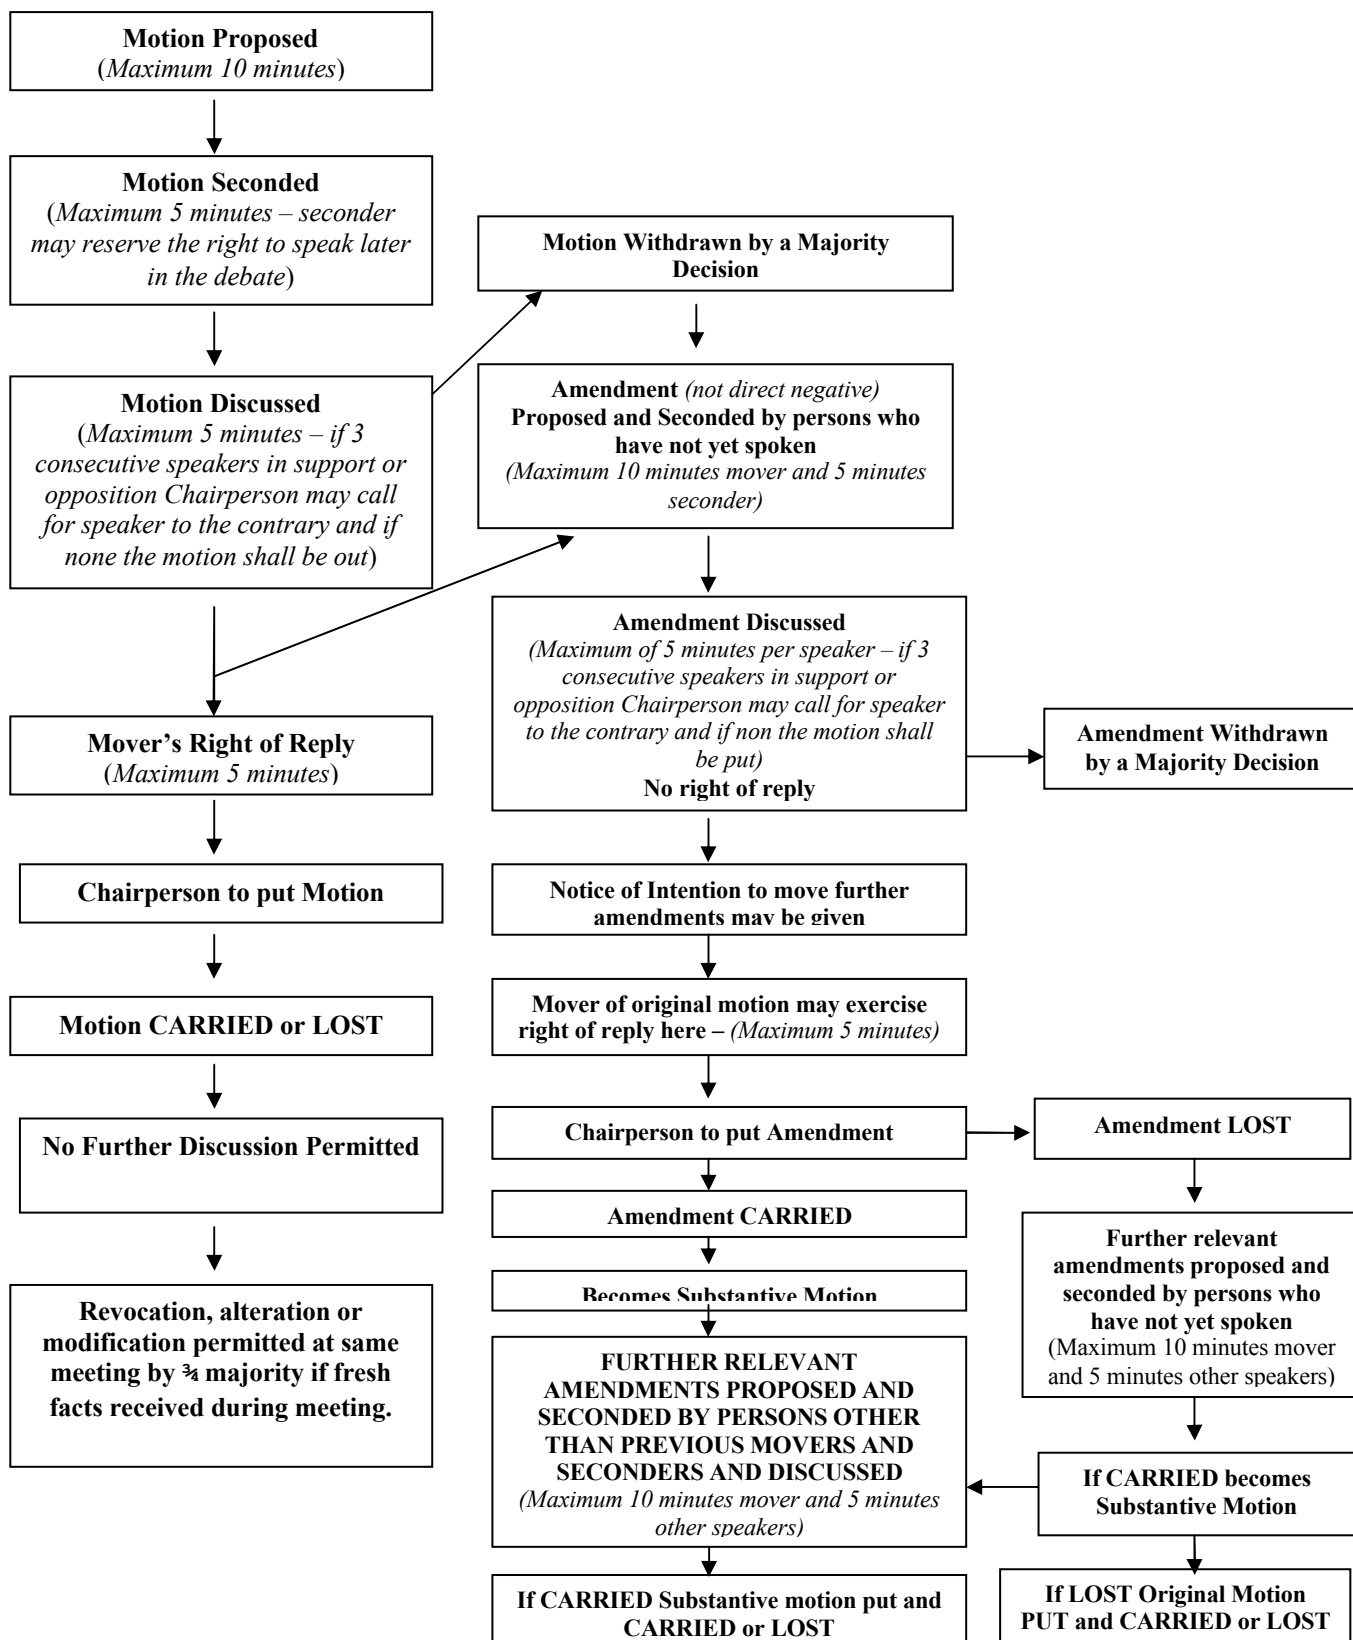 Motion Proposed
(Maximum 10 minutes)
Motion Seconded
(Maximum 5 minutes – seconder
may reserve the right to speak later
in the debate)
Motion Discussed
(Maximum 5 minutes – if 3
consecutive speakers in support or
opposition Chairperson may call
for speaker to the contrary and if
none the motion shall be out)
Mover’s Right of Reply
(Maximum 5 minutes)
Chairperson to put Motion
Motion CARRIED or LOST
No Further Discussion Permitted
Revocation, alteration or
modification permitted at same
meeting by ¾ majority if fresh
facts received during meeting.
Motion Withdrawn by a Majority
Decision
Amendment (not direct negative)
Proposed and Seconded by persons who
have not yet spoken
(Maximum 10 minutes mover and 5 minutes
seconder)
Amendment Discussed
(Maximum of 5 minutes per speaker – if 3
consecutive speakers in support or
opposition Chairperson may call for speaker
to the contrary and if non the motion shall
be put)
No right of reply
Amendment Withdrawn
by a Majority Decision
Notice of Intention to move further
amendments may be given
Mover of original motion may exercise
right of reply here – (Maximum 5 minutes)
Chairperson to put Amendment
Amendment CARRIED
Becomes Substantive Motion
FURTHER RELEVANT
AMENDMENTS PROPOSED AND
SECONDED BY PERSONS OTHER
THAN PREVIOUS MOVERS AND
SECONDERS AND DISCUSSED
(Maximum 10 minutes mover and 5 minutes
other speakers)
If CARRIED Substantive motion put and
CARRIED or LOST
Amendment LOST
Further relevant
amendments proposed and
seconded by persons who
have not yet spoken
(Maximum 10 minutes mover
and 5 minutes other speakers)
If CARRIED becomes
Substantive Motion
If LOST Original Motion
PUT and CARRIED or LOST